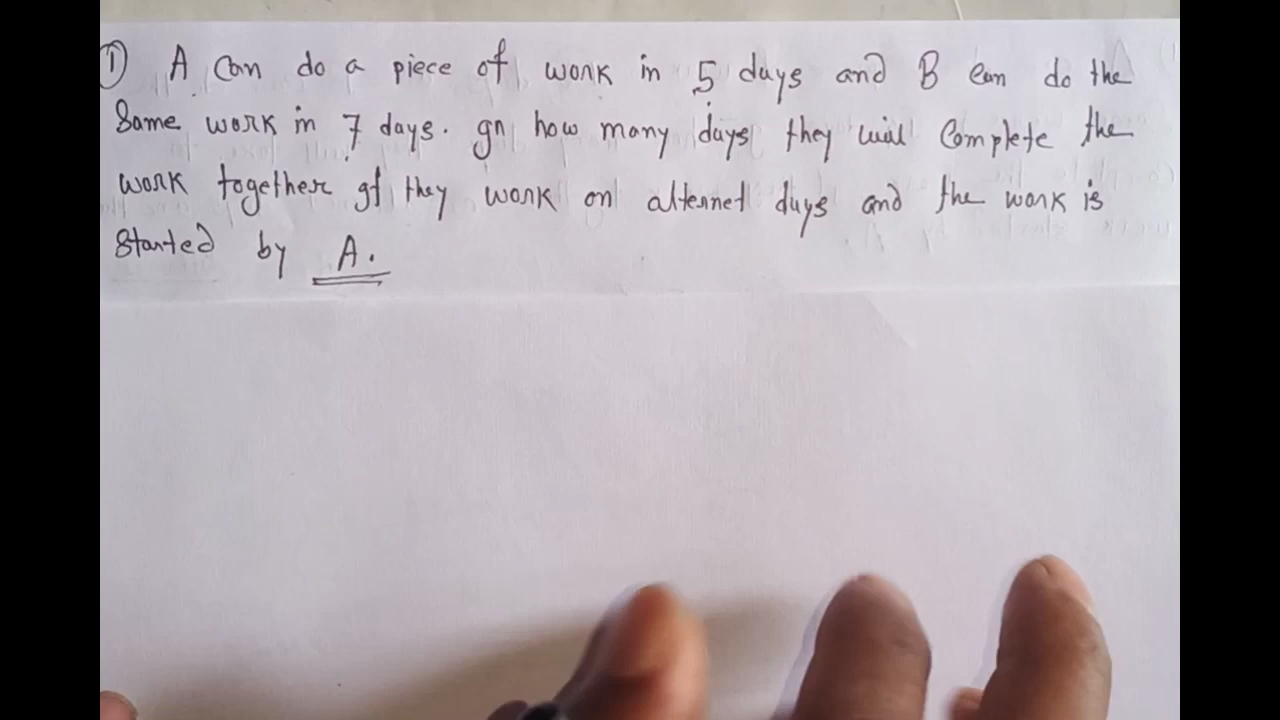 ① A can do a piece of work in 5 days and B can do the
Same work in 7 days. In how many days they will complete the
work together If they work on alternet days and the work is
Started by A.